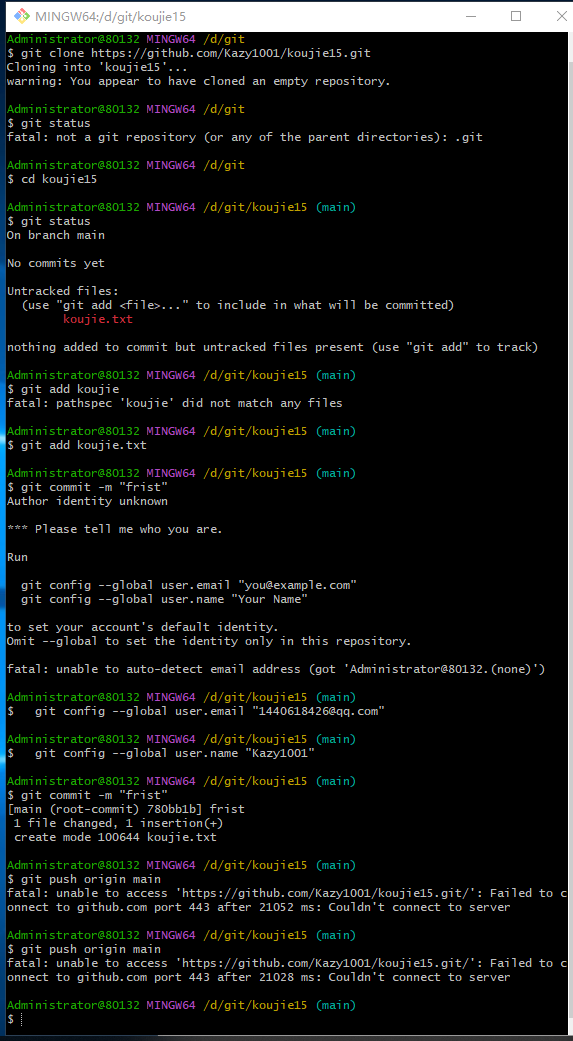 MINGW64:/d/git/koujie15
Administrator@80132 MINGW64 /d/git
$ git clone https://github.com/Kazy1001/koujie15.git
Cloning into 'koujie15'...
warning: You appear to have cloned an empty repository.
Administrator@80132 MINGW64 /d/git
$ git status
fatal: not a git repository (or any of the parent directories): .git
Administrator@80132 MINGW64 /d/git
$ cd koujie15
Administrator@80132 MINGW64 /d/git/koujie15 (main)
$ git status
On branch main
No commits yet
Untracked files:
  (use "git add <file>..." to include in what will be committed)
        koujie.txt
nothing added to commit but untracked files present (use "git add" to track)
Administrator@80132 MINGW64 /d/git/koujie15 (main)
$ git add koujie
fatal: pathspec 'koujie' did not match any files
Administrator@80132 MINGW64 /d/git/koujie15 (main)
$ git add koujie.txt
Administrator@80132 MINGW64 /d/git/koujie15 (main)
$ git commit -m "frist"
Author identity unknown
*** Please tell me who you are.
Run
  git config --global user.email "you@example.com"
  git config --global user.name "Your Name"
to set your account's default identity.
Omit --global to set the identity only in this repository.
fatal: unable to auto-detect email address (got 'Administrator@80132.(none)')
Administrator@80132 MINGW64 /d/git/koujie15 (main)
$   git config --global user.email "1440618426@qq.com"
Administrator@80132 MINGW64 /d/git/koujie15 (main)
$   git config --global user.name "Kazy1001"
Administrator@80132 MINGW64 /d/git/koujie15 (main)
$ git commit -m "frist"
[main (root-commit) 780bb1b] frist
 1 file changed, 1 insertion(+)
 create mode 100644 koujie.txt
Administrator@80132 MINGW64 /d/git/koujie15 (main)
$ git push origin main
fatal: unable to access 'https://github.com/Kazy1001/koujie15.git/': Failed to c
onnect to github.com port 443 after 21052 ms: Couldn't connect to server
Administrator@80132 MINGW64 /d/git/koujie15 (main)
$ git push origin main
fatal: unable to access 'https://github.com/Kazy1001/koujie15.git/': Failed to c
onnect to github.com port 443 after 21028 ms: Couldn't connect to server
Administrator@80132 MINGW64 /d/git/koujie15 (main)
$